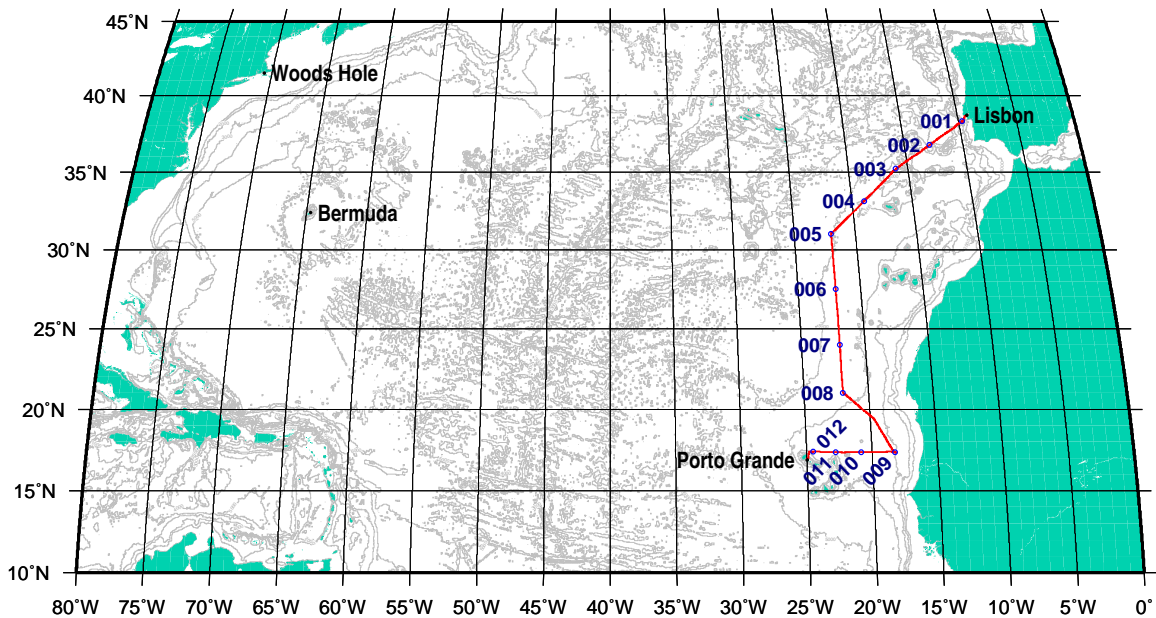 45°N
Woods Hole
40°N
001
Lisbon
002
35°N
003
004
Bermuda
005
30°N
006
25°N
007
008
20°N
012
Porto Grande
011
010
009
15°N
10°N
80°W
75°W
70°W
65°W
60°W
55°W
50°W
45°W
40°W
35°W
30°W
25°W
20°W
15°W
10°W
5°W
0°